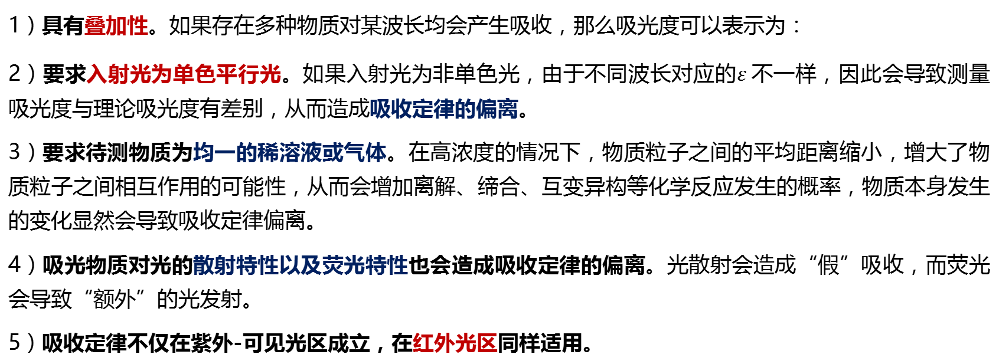 1）具有叠加性。如果存在多种物质对某波长均会产生吸收，那么吸光度可以表示为：
2）要求入射光为单色平行光。如果入射光为非单色光，由于不同波长对应的ε 不一样，因此会导致测量
吸光度与理论吸光度有差别，从而造成吸收定律的偏离。
3）要求待测物质为均一的稀溶液或气体。在高浓度的情况下，物质粒子之间的平均距离缩小，增大了物
质粒子之间相互作用的可能性，从而会增加离解、缔合、互变异构等化学反应发生的概率，物质本身发生
的变化显然会导致吸收定律偏离。
4）吸光物质对光的散射特性以及荧光特性也会造成吸收定律的偏离。光散射会造成“假”吸收，而荧光
会导致“额外”的光发射。
5）吸收定律不仅在紫外-可见光区成立，在红外光区同样适用。